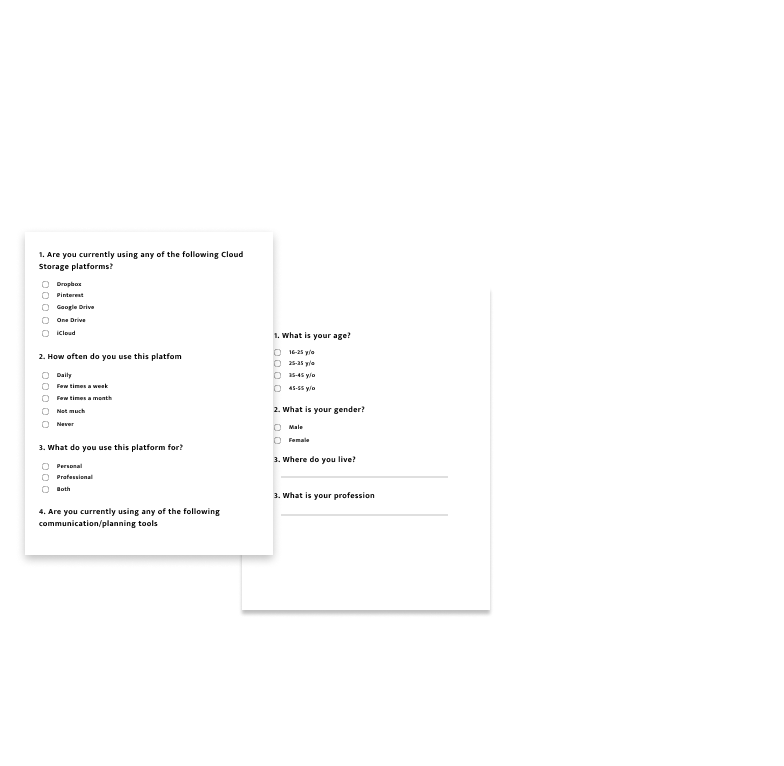 1. Are you currently using any of the following Cloud
Storage platforms?
Dropbox
Pinterest
Google Drive
One Drive
iCloud
2. How often do you use this platfom
Daily
Few times a week
Few times a month
Not much
Never
3. What do you use this platform for?
Personal
Professional
Both
4. Are you currently using any of the following
communication/planning tools
1. What is your age?
16-25 y/o
25-35 y/o
35-45 y/o
45-55 y/o
2. What is your gender?
Male
Female
3. Where do you live?
3. What is your profession